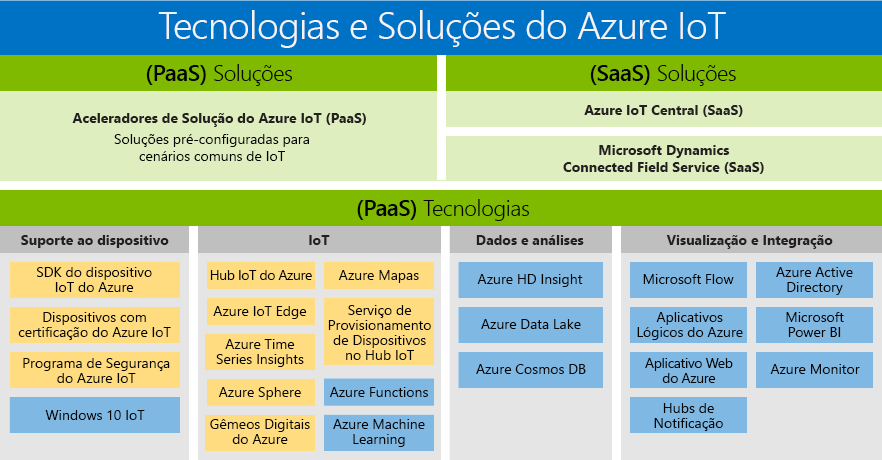 Tecnologias e Soluções do Azure IoT
(PaaS) Soluções
Aceleradores de Solução do Azure IoT (PaaS)
Soluções pré-configuradas para
cenários comuns de IoT
(SaaS) Soluções
Azure IoT Central (SaaS)
Microsoft Dynamics
Connected Field Service (SaaS)
(PaaS) Tecnologias
Suporte ao dispositivo
SDK do dispositivo
IoT do Azure
Dispositivos com
certificação do Azure IoT
Programa de Segurança
do Azure IoT
Windows 10 IoT
IoT
Hub IoT do Azure
Azure IoT Edge
Azure Time
Series Insights
Azure Sphere
Gêmeos Digitais
do Azure
Azure Mapas
Serviço de
Provisionamento
de Dispositivos
no Hub IoT
Azure Functions
Azure Machine
Learning
Dados e análises
Azure HD Insight
Azure Data Lake
Azure Cosmos DB
Visualização e Integração
Microsoft Flow
Aplicativos
Lógicos do Azure
Aplicativo Web
do Azure
Hubs de
Notificação
Azure Active
Directory
Microsoft
Power BI
Azure Monitor